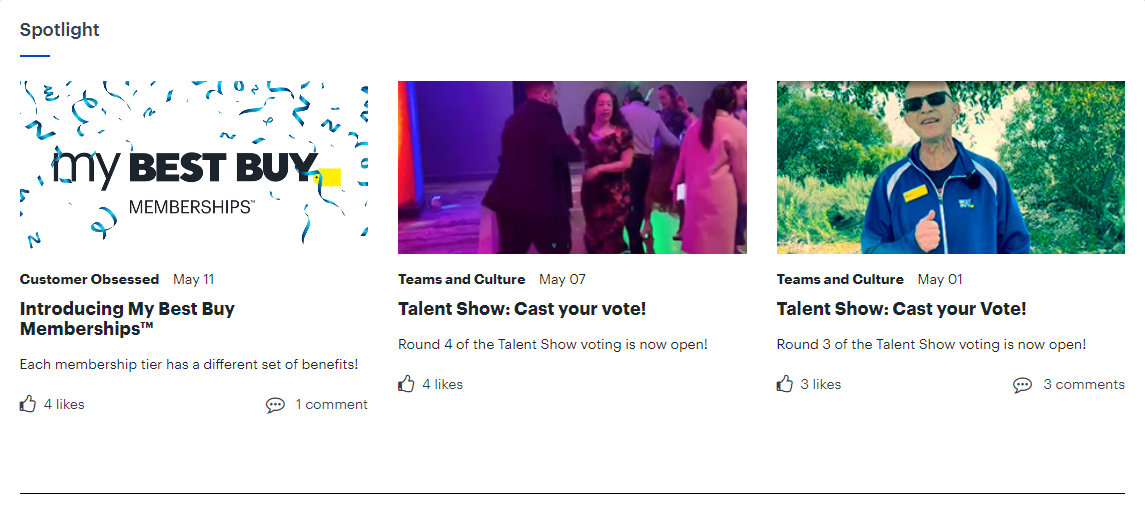 Spotlight
my BEST BUY
MEMBERSHIPS™
Customer Obsessed May 11
Introducing My Best Buy
Memberships™
Each membership tier has a different set of benefits!
4 likes 1 comment
Teams and Culture May 07
Talent Show: Cast your vote!
Round 4 of the Talent Show voting is now open!
4 likes
Teams and Culture May 01
Talent Show: Cast your Vote!
Round 3 of the Talent Show voting is now open!
3 likes 3 comments